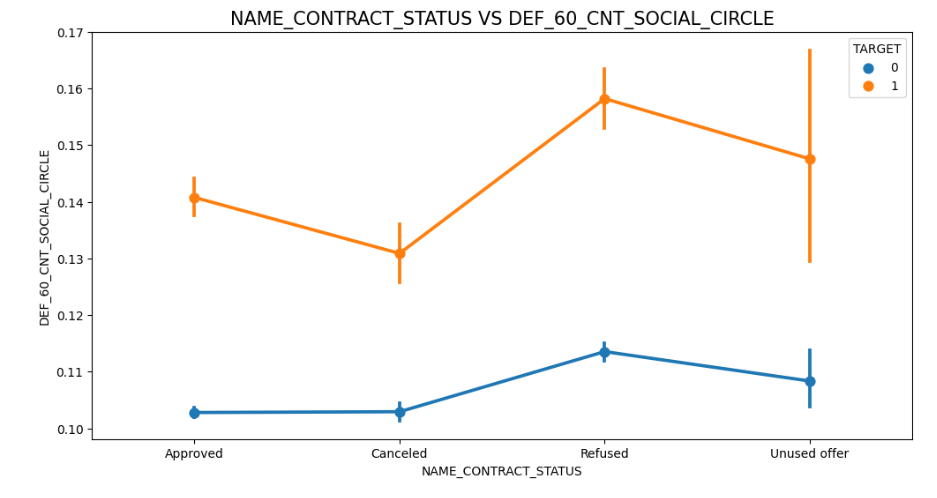 NAME_CONTRACT_STATUS VS DEF_60_CNT_SOCIAL_CIRCLE
TARGET
0
1
DEF_60_CNT_SOCIAL_CIRCLE
0.17
0.16
0.15
0.14
0.13
0.12
0.11
0.10
Approved Canceled Refused Unused offer
NAME_CONTRACT_STATUS